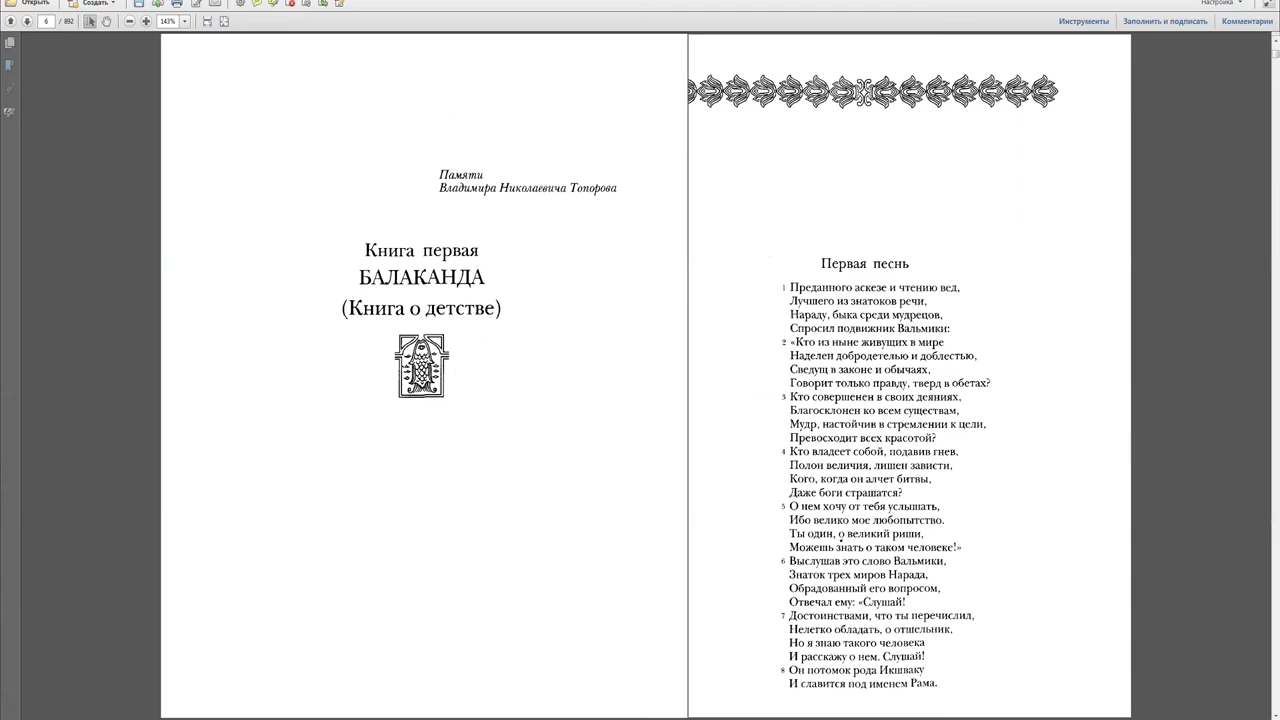 Открыть
Создать
Настройка
6
/ 892
143%
Инструменты
Заполнить и подписать
Комментарии
Памяти
Владимира Николаевича Топорова
Книга первая
БАЛАКАНДА
(Книга о детстве)
Первая песнь
1 Преданного аскезе и чтению вед,
Лучшего из знатоков речи,
Нараду, быка среди мудрецов,
Спросил подвижник Вальмики:
2 «Кто из ныне живущих в мире
Наделен добродетелью и доблестью,
Сведущ в законе и обычаях,
Говорит только правду, тверд в обетах?
3 Кто совершенен в своих деяниях,
Благосклонен ко всем существам,
Мудр, настойчив в стремлении к цели,
Превосходит всех красотой?
4 Кто владеет собой, подавив гнев,
Полон величия, лишен зависти,
Кого, когда он алчет битвы,
Даже боги страшатся?
5 О нем хочу от тебя услышать,
Ибо велико мое любопытство.
Ты один, о великий риши,
Можешь знать о таком человеке!»
6 Выслушав это слово Вальмики,
Знаток трех миров Нарада,
Обрадованный его вопросом,
Отвечал ему: «Слушай!
7 Достоинствами, что ты перечислил,
Нелегко обладать, о отшельник,
Но я знаю такого человека
И расскажу о нем. Слушай!
8 Он потомок рода Икшваку
И славится под именем Рама.